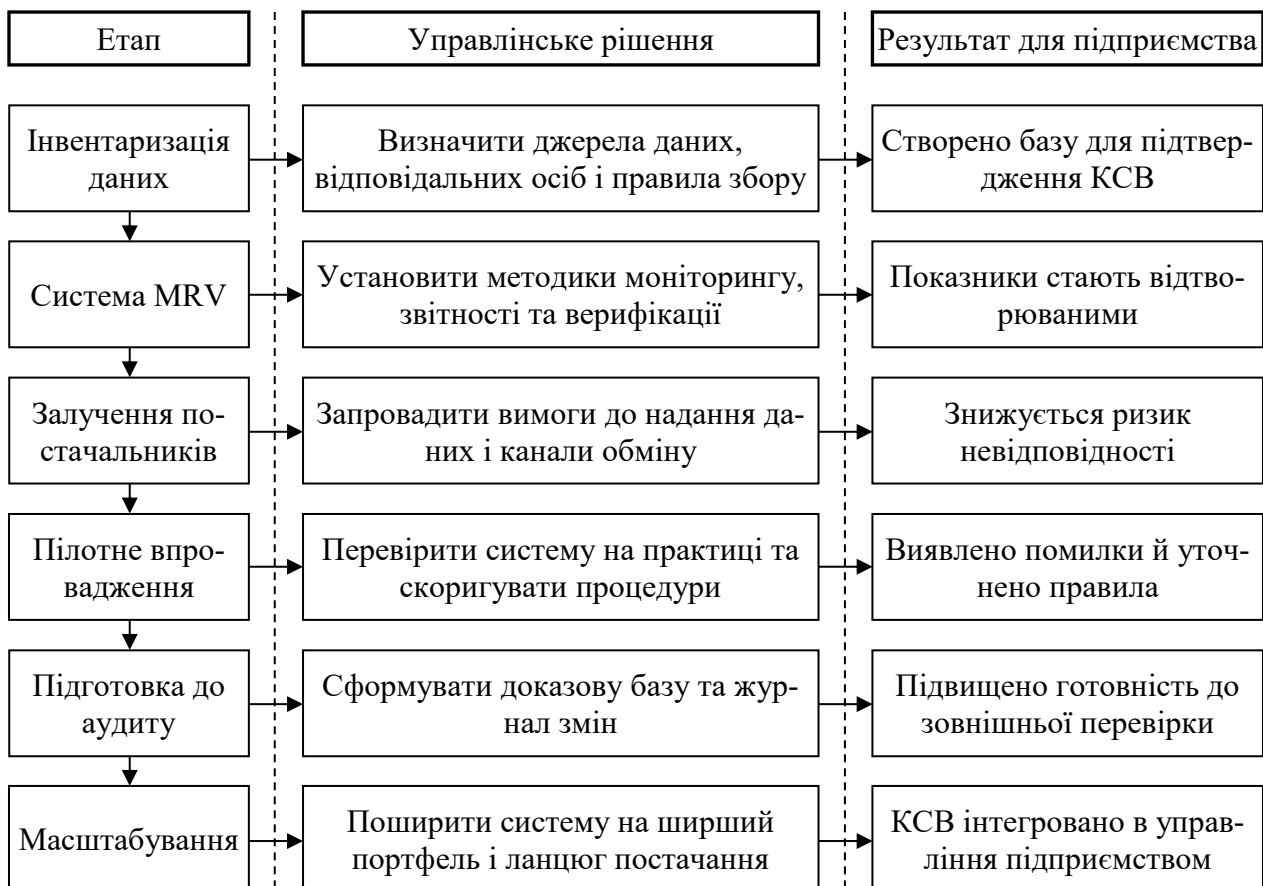 Етап
Управлінське рішення
Результат для підприємства
Інвентаризація
даних
Визначити джерела даних,
відповідальних осіб і правила збору
Створено базу для підтвер-
дження КСВ
Система MRV
Установити методики моніторингу,
звітності та верифікації
Показники стають відтво-
рюваними
Залучення по-
стачальників
Запровадити вимоги до надання да-
них і канали обміну
Знижується ризик
невідповідності
Пілотне впро-
вадження
Перевірити систему на практиці та
скоригувати процедури
Виявлено помилки й уточ-
нено правила
Підготовка до
аудиту
Сформувати доказову базу та жур-
нал змін
Підвищено готовність до
зовнішньої перевірки
Масштабування
Поширити систему на ширший
портфель і ланцюг постачання
КСВ інтегровано в управ-
ління підприємством